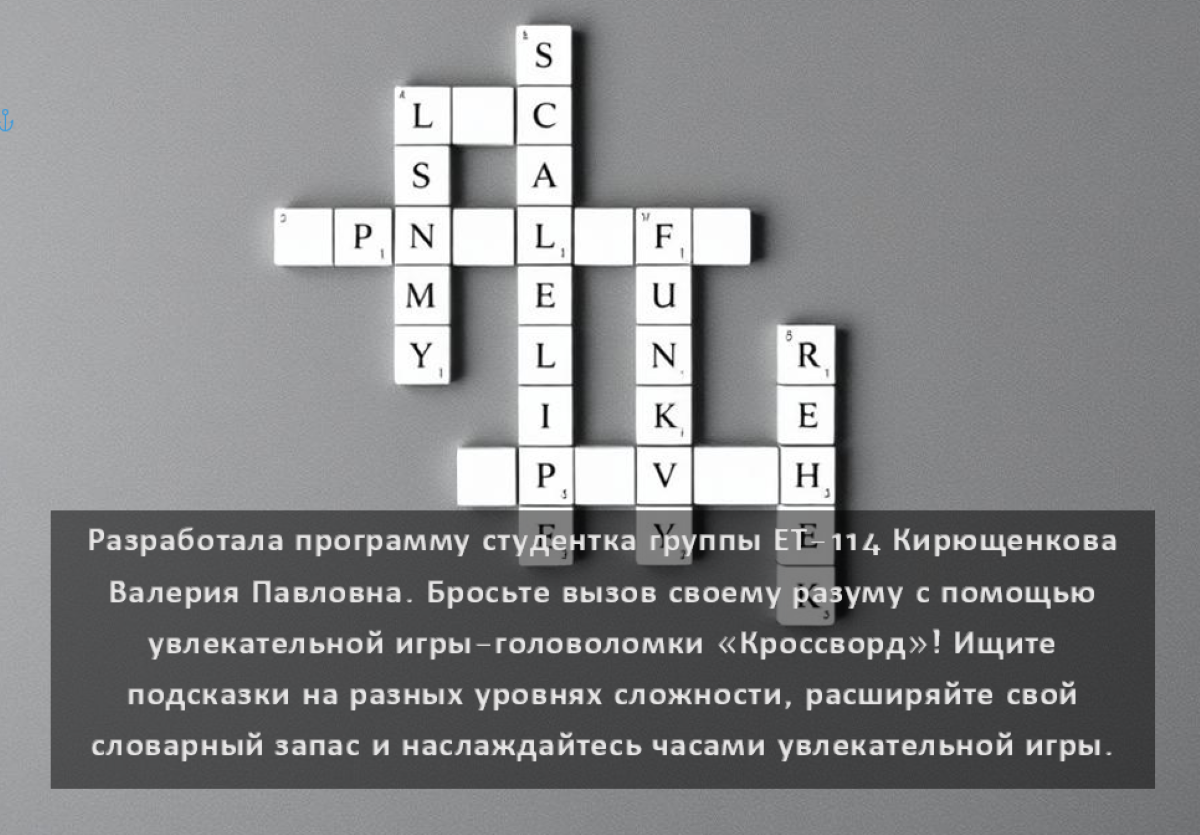 S
L C
S A
P N L F
M E U
Y L N R
I K E
P V H
E Y E
K
Разработала программу студентка группы ЕТ-114 Кирющенкова
Валерия Павловна. Бросьте вызов своему разуму с помощью
увлекательной игры-головоломки «Кроссворд»! Ищите
подсказки на разных уровнях сложности, расширяйте свой
словарный запас и наслаждайтесь часами увлекательной игры.